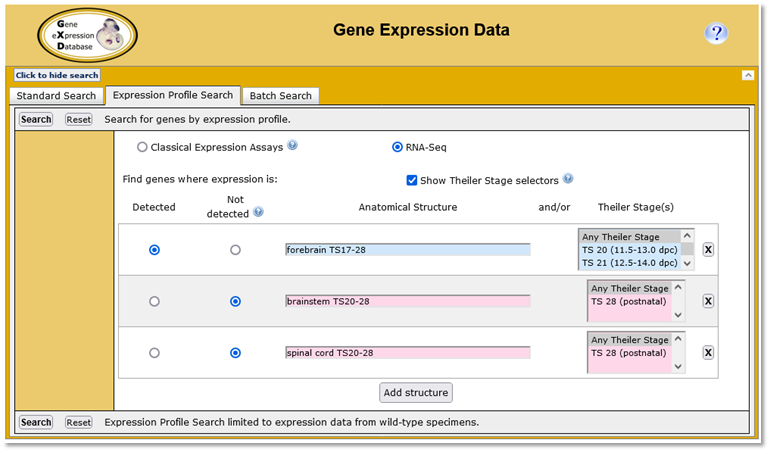 Gene
eXpression
Database
Gene Expression Data
?
Click to hide search
Standard Search Expression Profile Search Batch Search
Search Reset Search for genes by expression profile.
Classical Expression Assays ? RNA-Seq
Find genes where expression is: Show Theiler Stage selectors ?
Detected Not detected ? Anatomical Structure and/or Theiler Stage(s)
forebrain TS17-28
Any Theiler Stage
TS 20 (11.5-13.0 dpc)
TS 21 (12.5-14.0 dpc)
X
brainstem TS20-28
Any Theiler Stage
TS 28 (postnatal)
X
spinal cord TS20-28
Any Theiler Stage
TS 28 (postnatal)
X
Add structure
Search Reset Expression Profile Search limited to expression data from wild-type specimens.